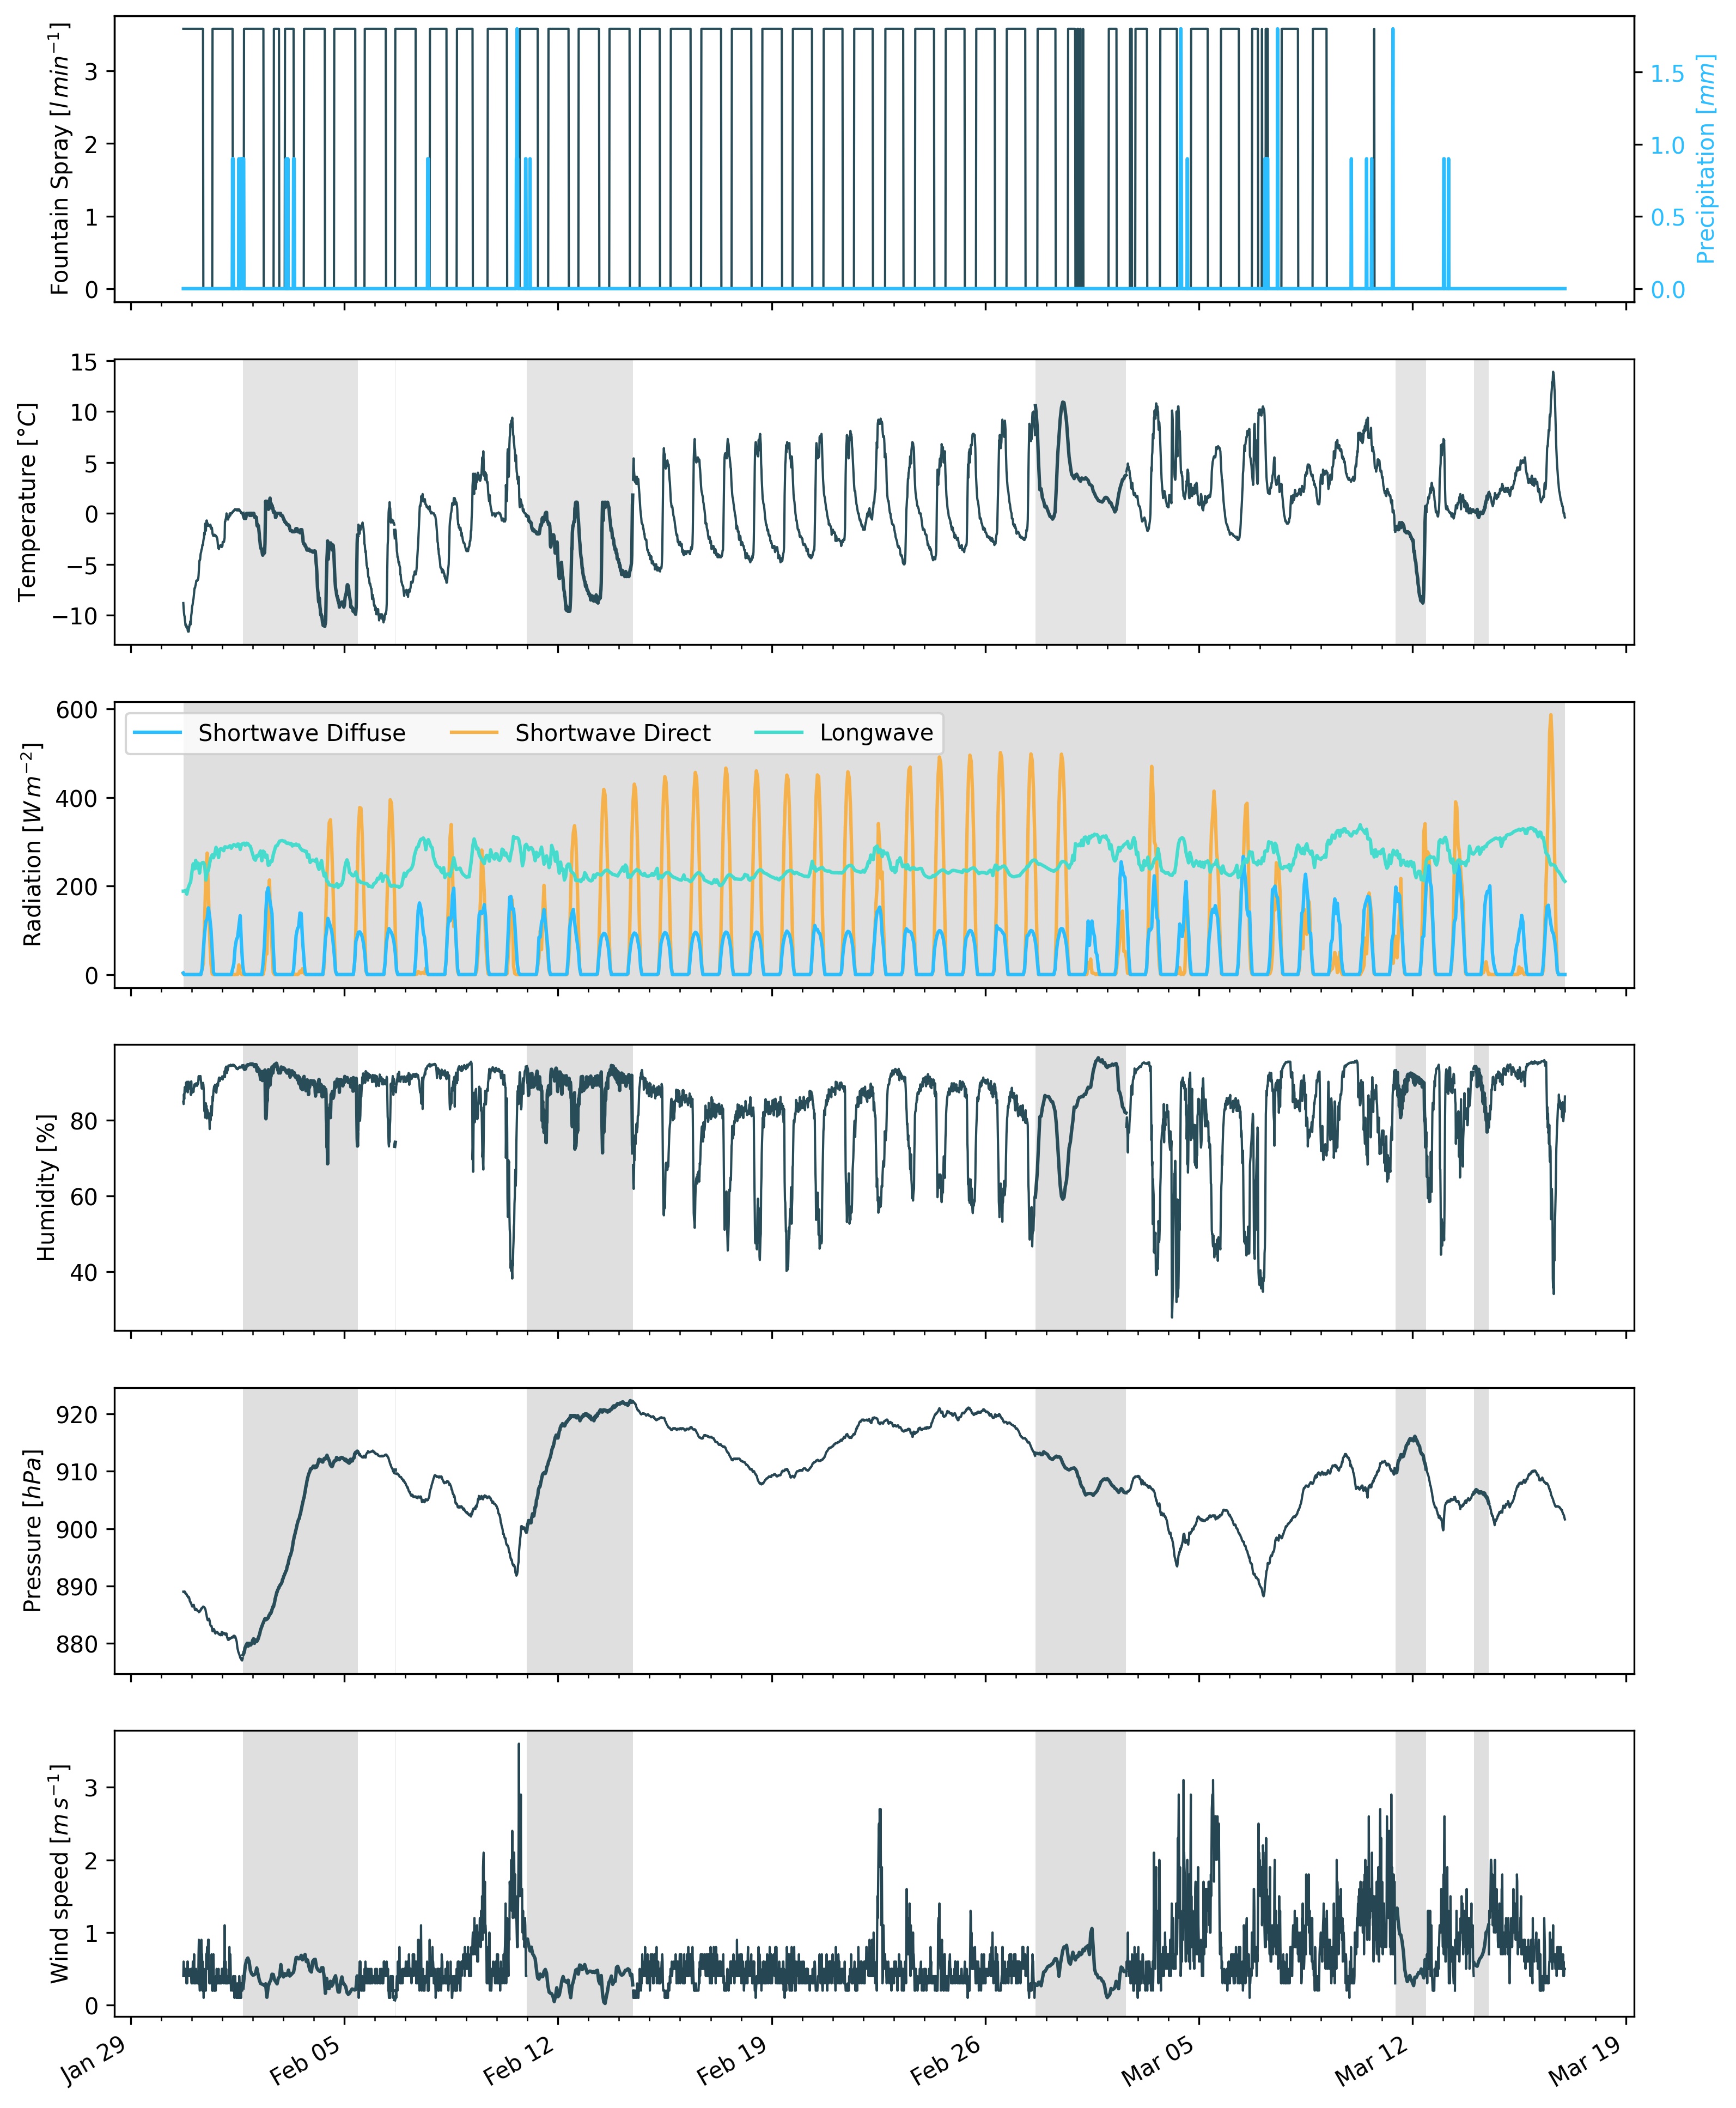 Fountain Spray [l min⁻¹]
3
2
1
0
1.5
1.0
0.5
0.0
Precipitation [mm]
Temperature [°C]
15
10
5
0
−5
−10
Radiation [W m⁻²]
600
400
200
0
Shortwave Diffuse
Shortwave Direct
Longwave
Humidity [%]
80
60
40
Pressure [hPa]
920
910
900
890
880
Wind speed [m s⁻¹]
3
2
1
0
Jan 29
Feb 05
Feb 12
Feb 19
Feb 26
Mar 05
Mar 12
Mar 19